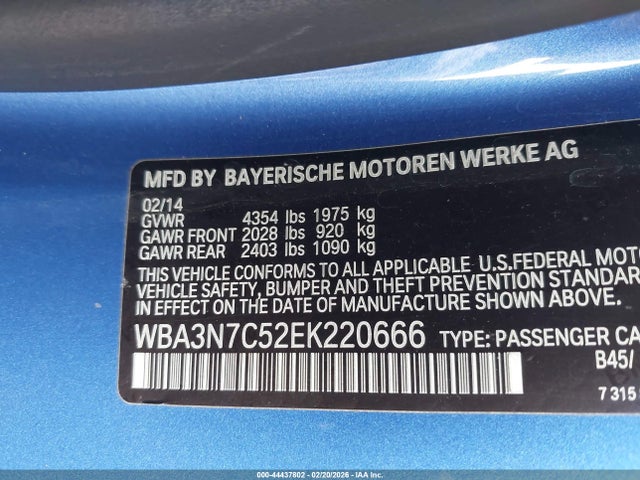 MFD BY BAYERISCHE MOTOREN WERKE AG
02/14
GVWR 4354 lbs 1975 kg
GAWR FRONT 2028 lbs 920 kg
GAWR REAR 2403 lbs 1090 kg
THIS VEHICLE CONFORMS TO ALL APPLICABLE U.S.FEDERAL MOTO
VEHICLE SAFETY, BUMPER AND THEFT PREVENTION STANDARD
IN EFFECT ON THE DATE OF MANUFACTURE SHOWN ABOVE.
WBA3N7C52EK220666 TYPE: PASSENGER CA
B45/
7 315
000-44437802 - 02/20/2026 - IAA Inc.